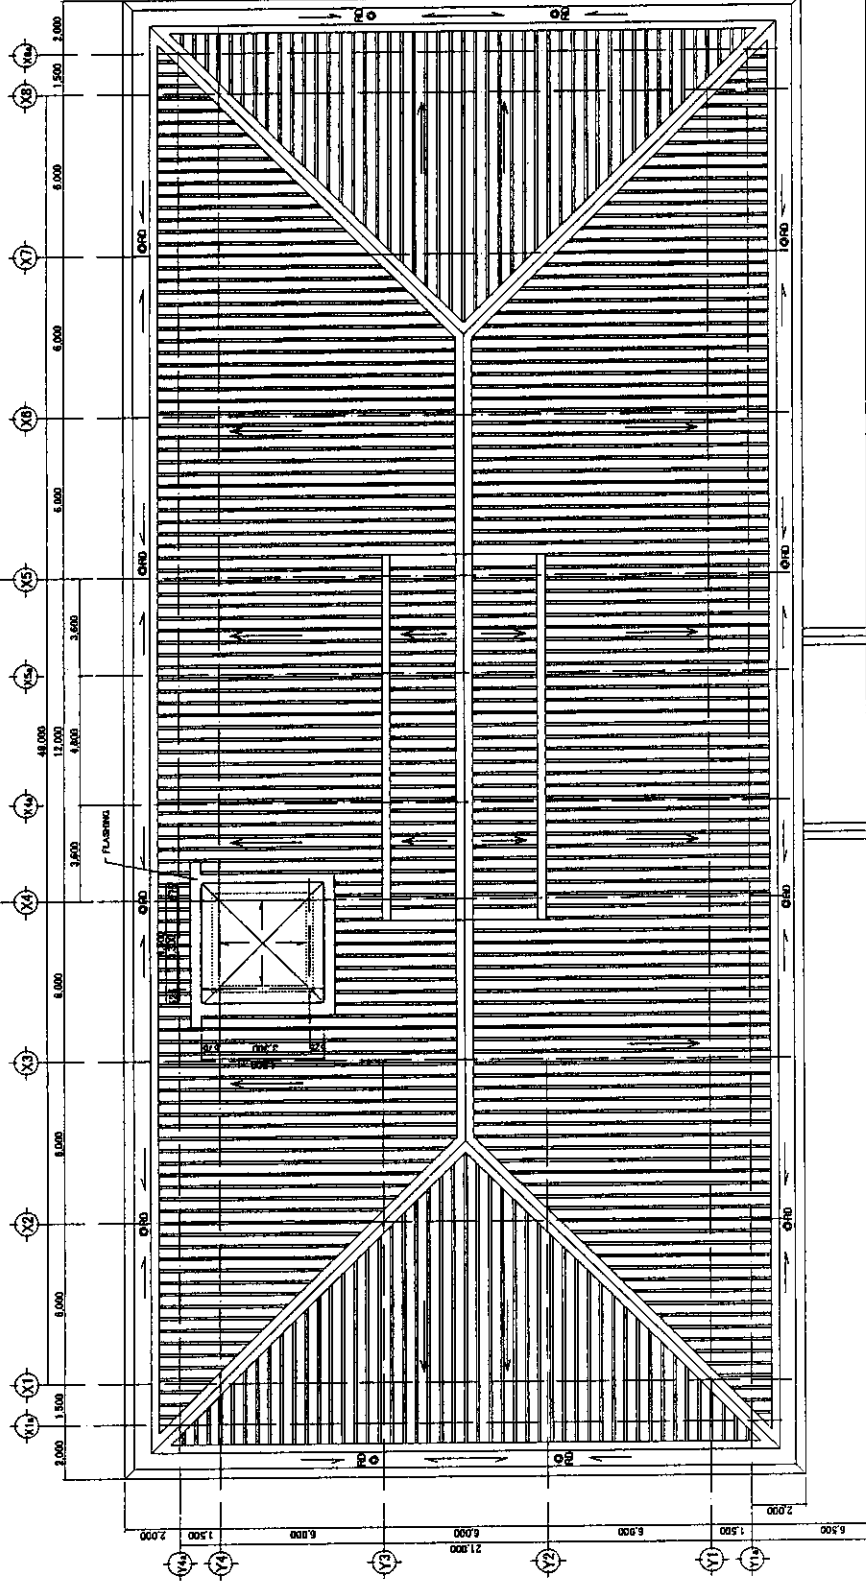 X1a
X1
X2
X3
X4
X4a
X5a
X5
X6
X7
X8
X8a
48,000
2,000
1,500
6,000
6,000
6,000
12,000
6,000
6,000
6,000
1,500
2,000
3,600
4,800
3,600
FLASHING
RD
RD
RD
RD
RD
RD
RD
RD
RD
RD
RD
RD
Y4a
Y4
Y3
Y2
Y1
Y1a
2,000
1,500
6,000
6,000
6,000
1,500
6,500
21,000
2,000